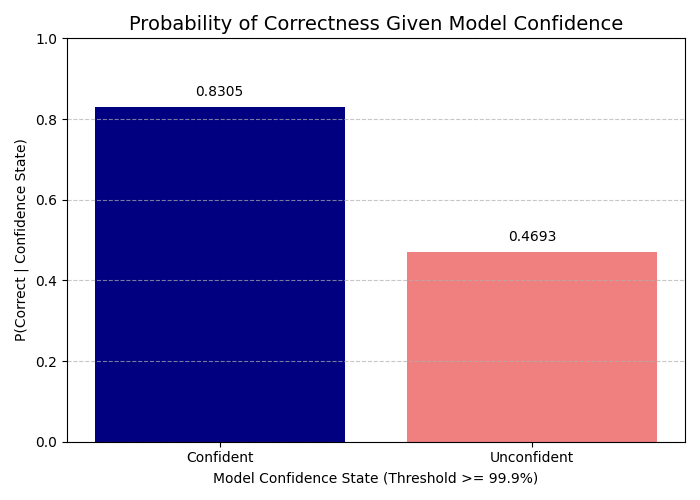 Probability of Correctness Given Model Confidence
P(Correct | Confidence State)
1.0
0.8
0.6
0.4
0.2
0.0
0.8305
0.4693
Confident
Unconfident
Model Confidence State (Threshold >= 99.9%)